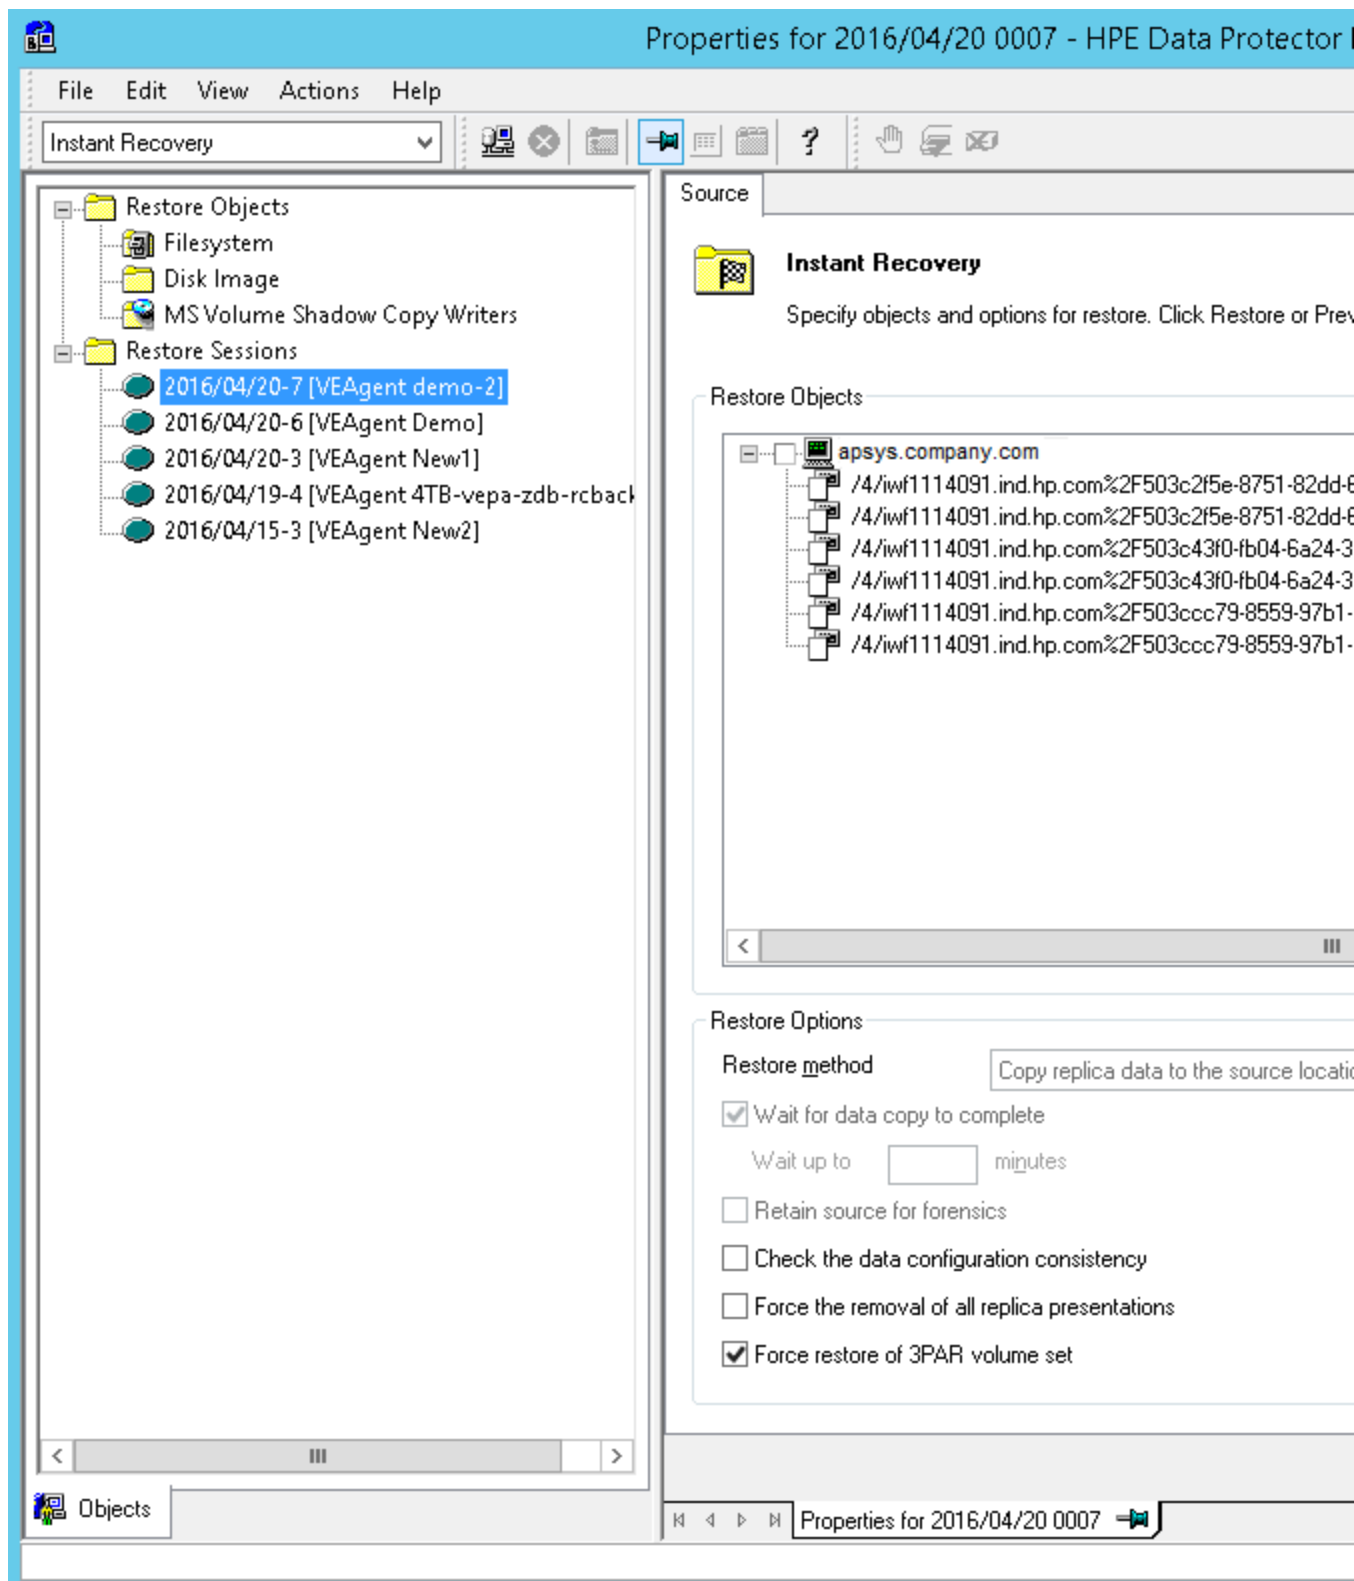 Properties for 2016/04/20 0007 - HPE Data Protector
File Edit View Actions Help
Instant Recovery
Restore Objects
Filesystem
Disk Image
MS Volume Shadow Copy Writers
Restore Sessions
2016/04/20-7 [VEAgent demo-2]
2016/04/20-6 [VEAgent Demo]
2016/04/20-3 [VEAgent New1]
2016/04/19-4 [VEAgent 4TB-vepa-zdb-rcback
2016/04/15-3 [VEAgent New2]
Objects
Source
Instant Recovery
Specify objects and options for restore. Click Restore or Prev
Restore Objects
apsys.company.com
/4/iwf1114091.ind.hp.com%2F503c2f5e-8751-82dd-6
/4/iwf1114091.ind.hp.com%2F503c2f5e-8751-82dd-6
/4/iwf1114091.ind.hp.com%2F503c43f0-fb04-6a24-3
/4/iwf1114091.ind.hp.com%2F503c43f0-fb04-6a24-3
/4/iwf1114091.ind.hp.com%2F503ccc79-8559-97b1-
/4/iwf1114091.ind.hp.com%2F503ccc79-8559-97b1-
Restore Options
Restore method Copy replica data to the source locatio
Wait for data copy to complete
Wait up to minutes
Retain source for forensics
Check the data configuration consistency
Force the removal of all replica presentations
Force restore of 3PAR volume set
Properties for 2016/04/20 0007